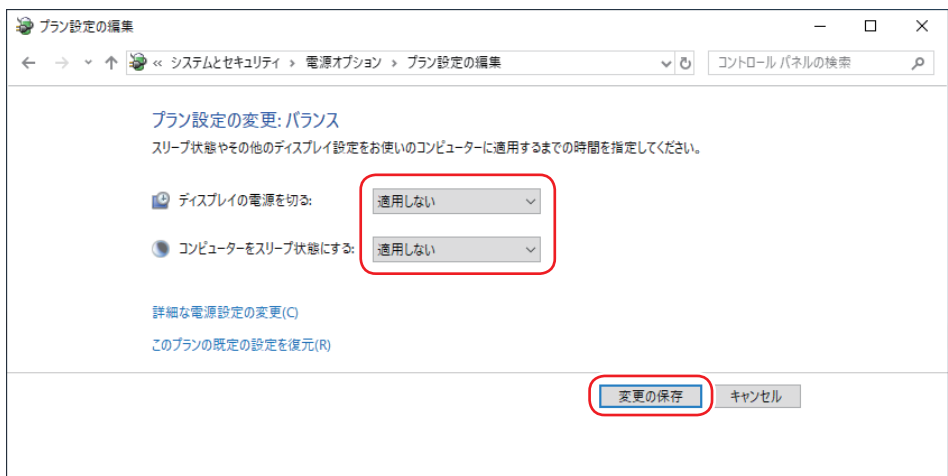 プラン設定の編集
« システムとセキュリティ › 電源オプション › プラン設定の編集
コントロール パネルの検索
プラン設定の変更: バランス
スリープ状態やその他のディスプレイ設定をお使いのコンピューターに適用するまでの時間を指定してください。
ディスプレイの電源を切る: 適用しない
コンピューターをスリープ状態にする: 適用しない
詳細な電源設定の変更(C)
このプランの既定の設定を復元(R)
変更の保存 キャンセル